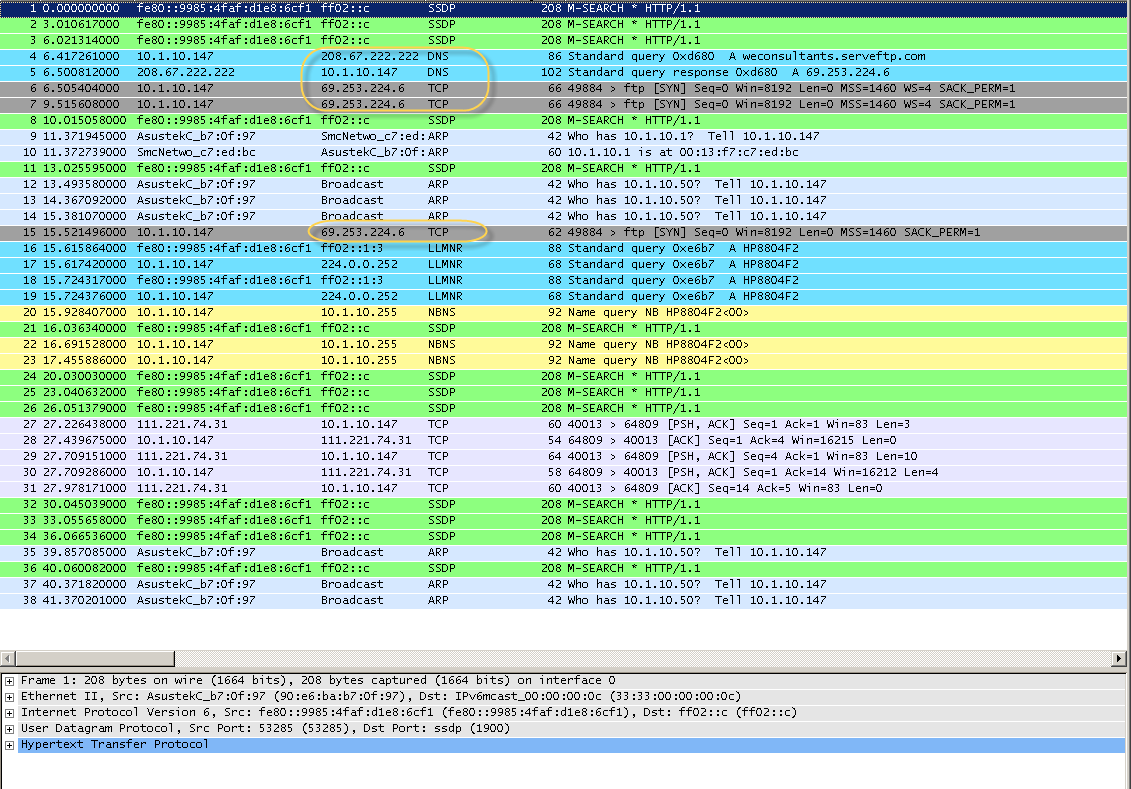 1 0.000000000 fe80::9985:4faf:d1e8:6cf1 ff02::c SSDP 208 M-SEARCH * HTTP/1.1
2 3.010617000 fe80::9985:4faf:d1e8:6cf1 ff02::c SSDP 208 M-SEARCH * HTTP/1.1
3 6.021314000 fe80::9985:4faf:d1e8:6cf1 ff02::c SSDP 208 M-SEARCH * HTTP/1.1
4 6.417261000 10.1.10.147 208.67.222.222 DNS 86 Standard query 0xd680 A weconsultants.serveftp.com
5 6.500812000 208.67.222.222 10.1.10.147 DNS 102 Standard query response 0xd680 A 69.253.224.6
6 6.505404000 10.1.10.147 69.253.224.6 TCP 66 49884 > ftp [SYN] Seq=0 Win=8192 Len=0 MSS=1460 WS=4 SACK_PERM=1
7 9.515608000 10.1.10.147 69.253.224.6 TCP 66 49884 > ftp [SYN] Seq=0 Win=8192 Len=0 MSS=1460 WS=4 SACK_PERM=1
8 10.015058000 fe80::9985:4faf:d1e8:6cf1 ff02::c SSDP 208 M-SEARCH * HTTP/1.1
9 11.371945000 AsustekC_b7:0f:97 SmcNetwo_c7:ed: ARP 42 Who has 10.1.10.1? Tell 10.1.10.147
10 11.372739000 SmcNetwo_c7:ed:bc AsustekC_b7:0f: ARP 60 10.1.10.1 is at 00:13:f7:c7:ed:bc
11 13.025595000 fe80::9985:4faf:d1e8:6cf1 ff02::c SSDP 208 M-SEARCH * HTTP/1.1
12 13.493580000 AsustekC_b7:0f:97 Broadcast ARP 42 Who has 10.1.10.50? Tell 10.1.10.147
13 14.367092000 AsustekC_b7:0f:97 Broadcast ARP 42 Who has 10.1.10.50? Tell 10.1.10.147
14 15.381070000 AsustekC_b7:0f:97 Broadcast ARP 42 Who has 10.1.10.50? Tell 10.1.10.147
15 15.521496000 10.1.10.147 69.253.224.6 TCP 62 49884 > ftp [SYN] Seq=0 Win=8192 Len=0 MSS=1460 SACK_PERM=1
16 15.615864000 fe80::9985:4faf:d1e8:6cf1 ff02::1:3 LLMNR 88 Standard query 0xe6b7 A HP8804F2
17 15.617420000 10.1.10.147 224.0.0.252 LLMNR 68 Standard query 0xe6b7 A HP8804F2
18 15.724317000 fe80::9985:4faf:d1e8:6cf1 ff02::1:3 LLMNR 88 Standard query 0xe6b7 A HP8804F2
19 15.724376000 10.1.10.147 224.0.0.252 LLMNR 68 Standard query 0xe6b7 A HP8804F2
20 15.928407000 10.1.10.147 10.1.10.255 NBNS 92 Name query NB HP8804F2<00>
21 16.036340000 fe80::9985:4faf:d1e8:6cf1 ff02::c SSDP 208 M-SEARCH * HTTP/1.1
22 16.691528000 10.1.10.147 10.1.10.255 NBNS 92 Name query NB HP8804F2<00>
23 17.455886000 10.1.10.147 10.1.10.255 NBNS 92 Name query NB HP8804F2<00>
24 20.030030000 fe80::9985:4faf:d1e8:6cf1 ff02::c SSDP 208 M-SEARCH * HTTP/1.1
25 23.040632000 fe80::9985:4faf:d1e8:6cf1 ff02::c SSDP 208 M-SEARCH * HTTP/1.1
26 26.051379000 fe80::9985:4faf:d1e8:6cf1 ff02::c SSDP 208 M-SEARCH * HTTP/1.1
27 27.226438000 111.221.74.31 10.1.10.147 TCP 60 40013 > 64809 [PSH, ACK] Seq=1 Ack=1 Win=83 Len=3
28 27.439675000 10.1.10.147 111.221.74.31 TCP 54 64809 > 40013 [ACK] Seq=1 Ack=4 Win=16215 Len=0
29 27.709151000 111.221.74.31 10.1.10.147 TCP 64 40013 > 64809 [PSH, ACK] Seq=4 Ack=1 Win=83 Len=10
30 27.709286000 10.1.10.147 111.221.74.31 TCP 58 64809 > 40013 [PSH, ACK] Seq=1 Ack=14 Win=16212 Len=4
31 27.978171000 111.221.74.31 10.1.10.147 TCP 60 40013 > 64809 [ACK] Seq=14 Ack=5 Win=83 Len=0
32 30.045039000 fe80::9985:4faf:d1e8:6cf1 ff02::c SSDP 208 M-SEARCH * HTTP/1.1
33 33.055658000 fe80::9985:4faf:d1e8:6cf1 ff02::c SSDP 208 M-SEARCH * HTTP/1.1
34 36.066536000 fe80::9985:4faf:d1e8:6cf1 ff02::c SSDP 208 M-SEARCH * HTTP/1.1
35 39.857085000 AsustekC_b7:0f:97 Broadcast ARP 42 Who has 10.1.10.50? Tell 10.1.10.147
36 40.060082000 fe80::9985:4faf:d1e8:6cf1 ff02::c SSDP 208 M-SEARCH * HTTP/1.1
37 40.371820000 AsustekC_b7:0f:97 Broadcast ARP 42 Who has 10.1.10.50? Tell 10.1.10.147
38 41.370201000 AsustekC_b7:0f:97 Broadcast ARP 42 Who has 10.1.10.50? Tell 10.1.10.147
Frame 1: 208 bytes on wire (1664 bits), 208 bytes captured (1664 bits) on interface 0
Ethernet II, Src: AsustekC_b7:0f:97 (90:e6:ba:b7:0f:97), Dst: IPv6mcast_00:00:00:0c (33:33:00:00:00:0c)
Internet Protocol Version 6, Src: fe80::9985:4faf:d1e8:6cf1 (fe80::9985:4faf:d1e8:6cf1), Dst: ff02::c (ff02::c)
User Datagram Protocol, Src Port: 53285 (53285), Dst Port: ssdp (1900)
Hypertext Transfer Protocol